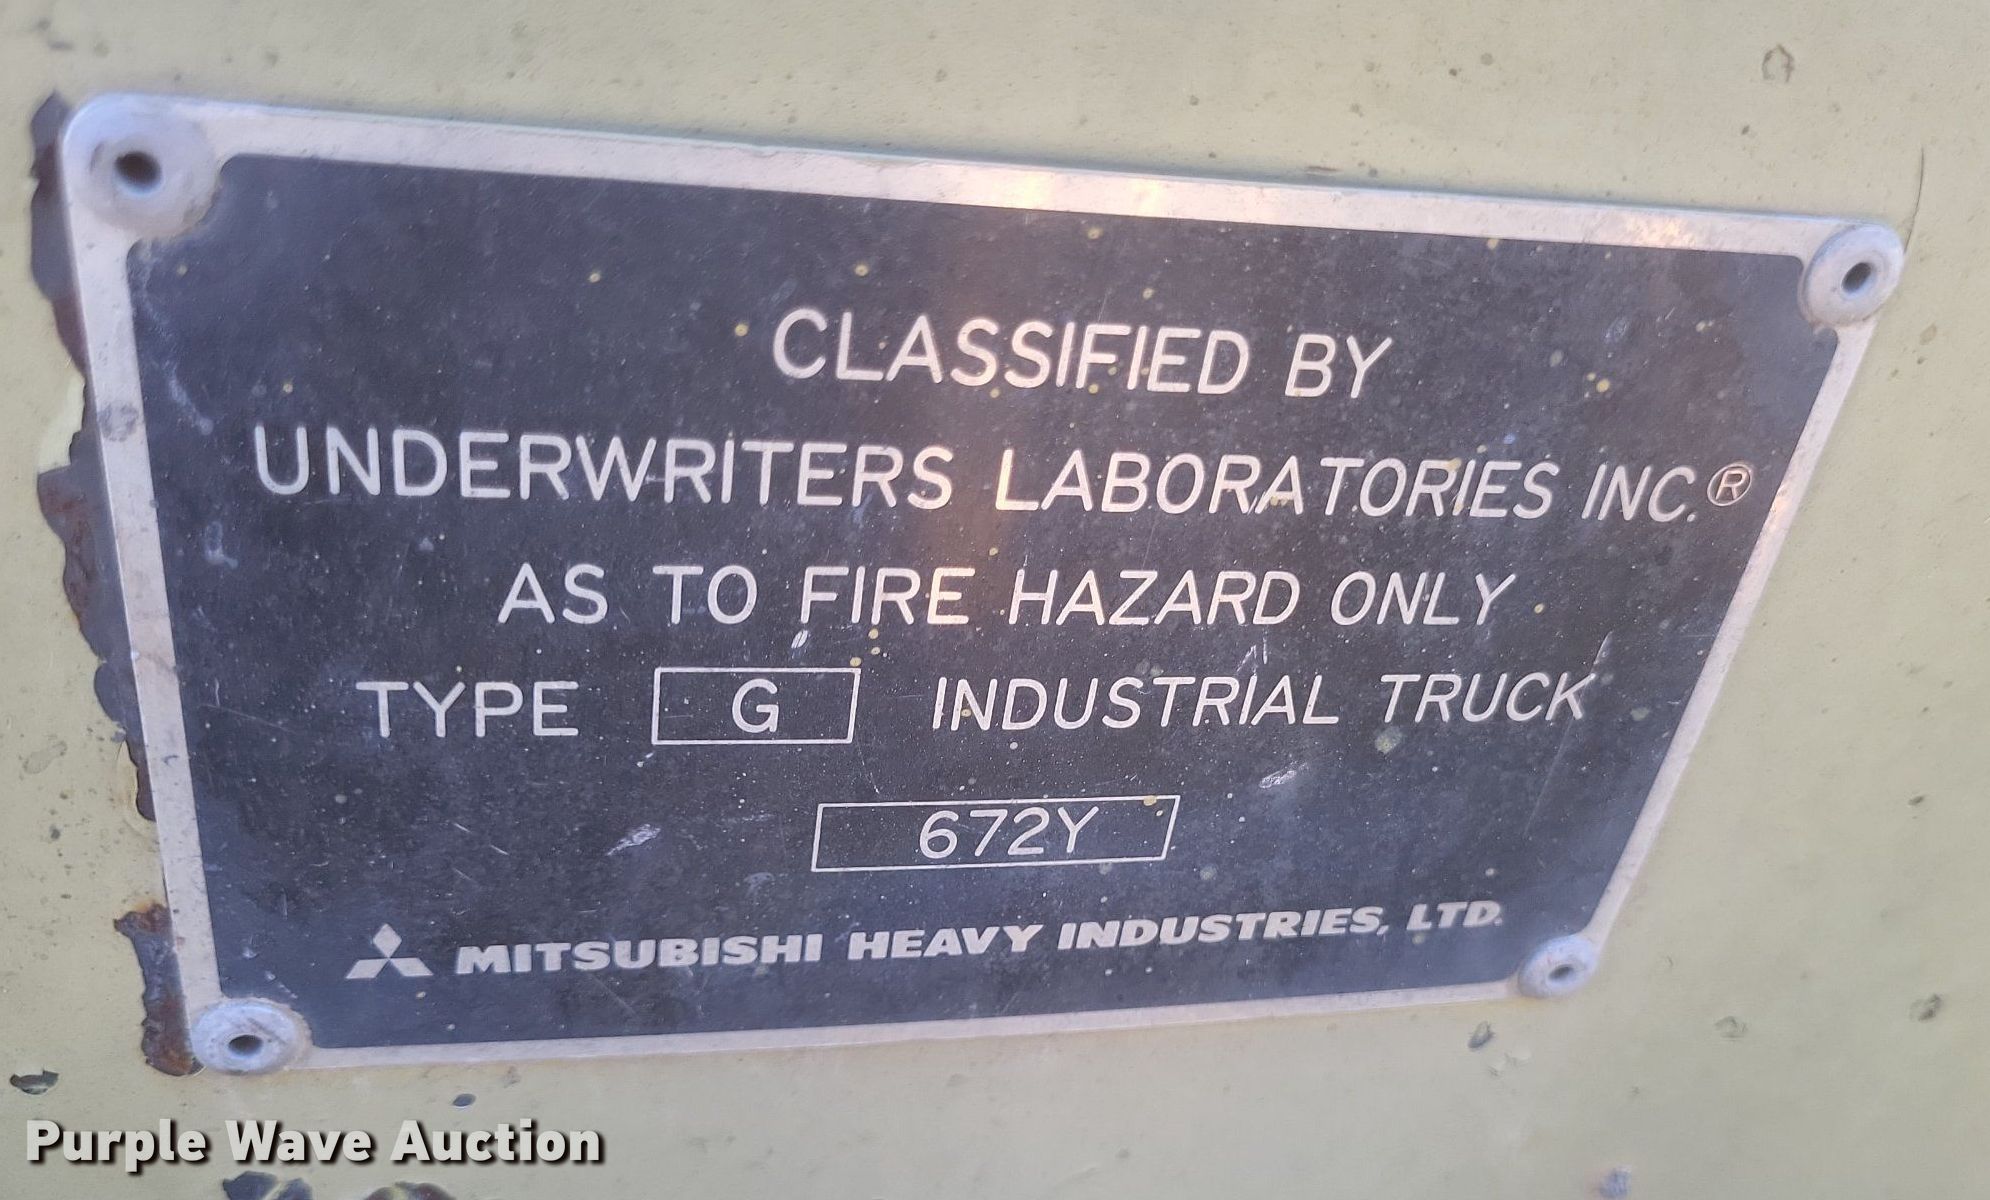 CLASSIFIED BY
UNDERWRITERS LABORATORIES INC.®
AS TO FIRE HAZARD ONLY
TYPE G INDUSTRIAL TRUCK
672Y
MITSUBISHI HEAVY INDUSTRIES, LTD.
Purple Wave Auction